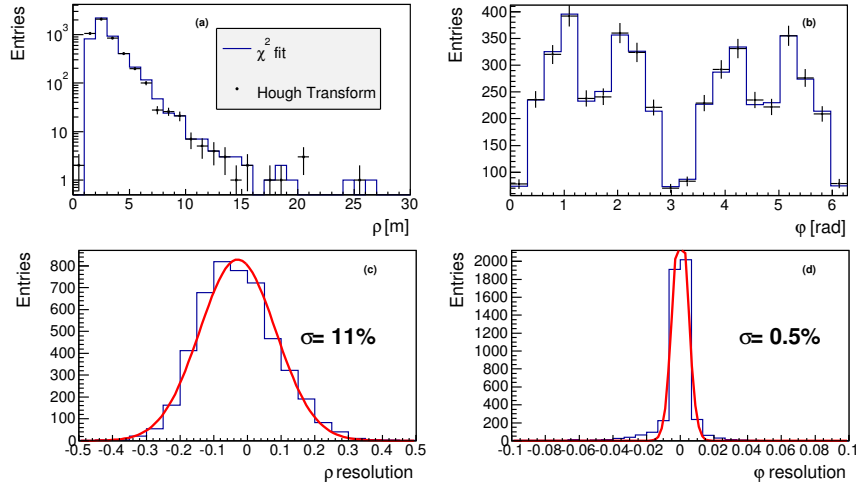 (a)
χ² fit
Hough Transform
Entries
10³
10²
10
1
0 5 10 15 20 25 30
ρ [m]
(b)
Entries
400
350
300
250
200
150
100
0 1 2 3 4 5 6
φ [rad]
(c)
σ= 11%
Entries
800
700
600
500
400
300
200
100
0
-0.5 -0.4 -0.3 -0.2 -0.1 0 0.1 0.2 0.3 0.4 0.5
ρ resolution
(d)
σ= 0.5%
Entries
2000
1800
1600
1400
1200
1000
800
600
400
200
0
-0.1 -0.08 -0.06 -0.04 -0.02 0 0.02 0.04 0.06 0.08 0.1
φ resolution